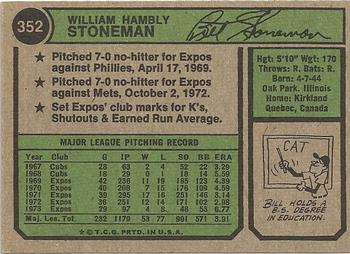 352
WILLIAM HAMBLY
STONEMAN
Bill Stoneman
★ Pitched 7-0 no-hitter for Expos
against Phillies, April 17, 1969.
★ Pitched 7-0 no-hitter for Expos
against Mets, October 2, 1972.
★ Set Expos' club marks for K's,
Shutouts & Earned Run Average.
Hgt: 5'10" Wgt: 170
Throws: R. Bats: R.
Born: 4-7-44
Oak Park, Illinois
Home: Kirkland
Quebec, Canada
MAJOR LEAGUE PITCHING RECORD
YEAR CLUB G IP W L SO BB ERA
1967 Cubs 28 63 2 4 52 22 3.29
1968 Cubs 18 29 0 1 18 14 5.59
1969 Expos 42 236 11 19 185 123 4.39
1970 Expos 40 208 7 15 176 109 4.59
1971 Expos 39 295 17 16 251 146 3.14
1972 Expos 36 251 12 14 171 102 2.98
1973 Expos 29 97 4 8 48 55 6.77
Maj. Lea. Tot. 232 1179 53 77 901 571 3.91
★ © T.C.G. PRTD. IN U.S.A.
CAT
BILL HOLDS A
B.S. DEGREE
IN EDUCATION.